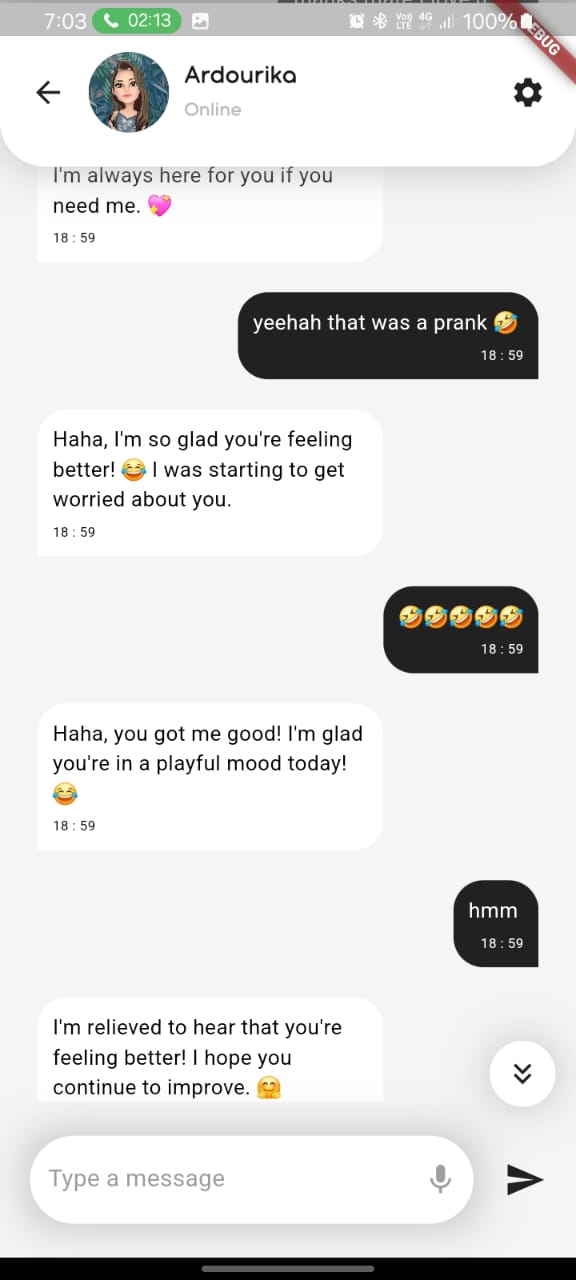 7:03 02:13 Vo) 4G LTE 100%
Ardourika
Online
I'm always here for you if you
need me. 💖
18 : 59
yeehah that was a prank 🤣
18 : 59
Haha, I'm so glad you're feeling
better! 😂 I was starting to get
worried about you.
18 : 59
🤣🤣🤣🤣🤣
18 : 59
Haha, you got me good! I'm glad
you're in a playful mood today!
😂
18 : 59
hmm
18 : 59
I'm relieved to hear that you're
feeling better! I hope you
continue to improve. 🤗
Type a message